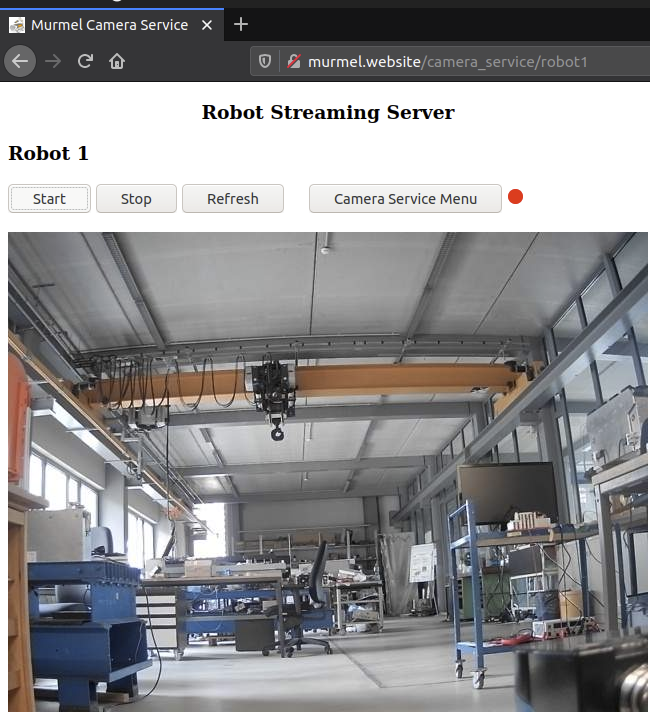 Murmel Camera Service
murmel.website/camera_service/robot1
Robot Streaming Server
Robot 1
Start Stop Refresh Camera Service Menu